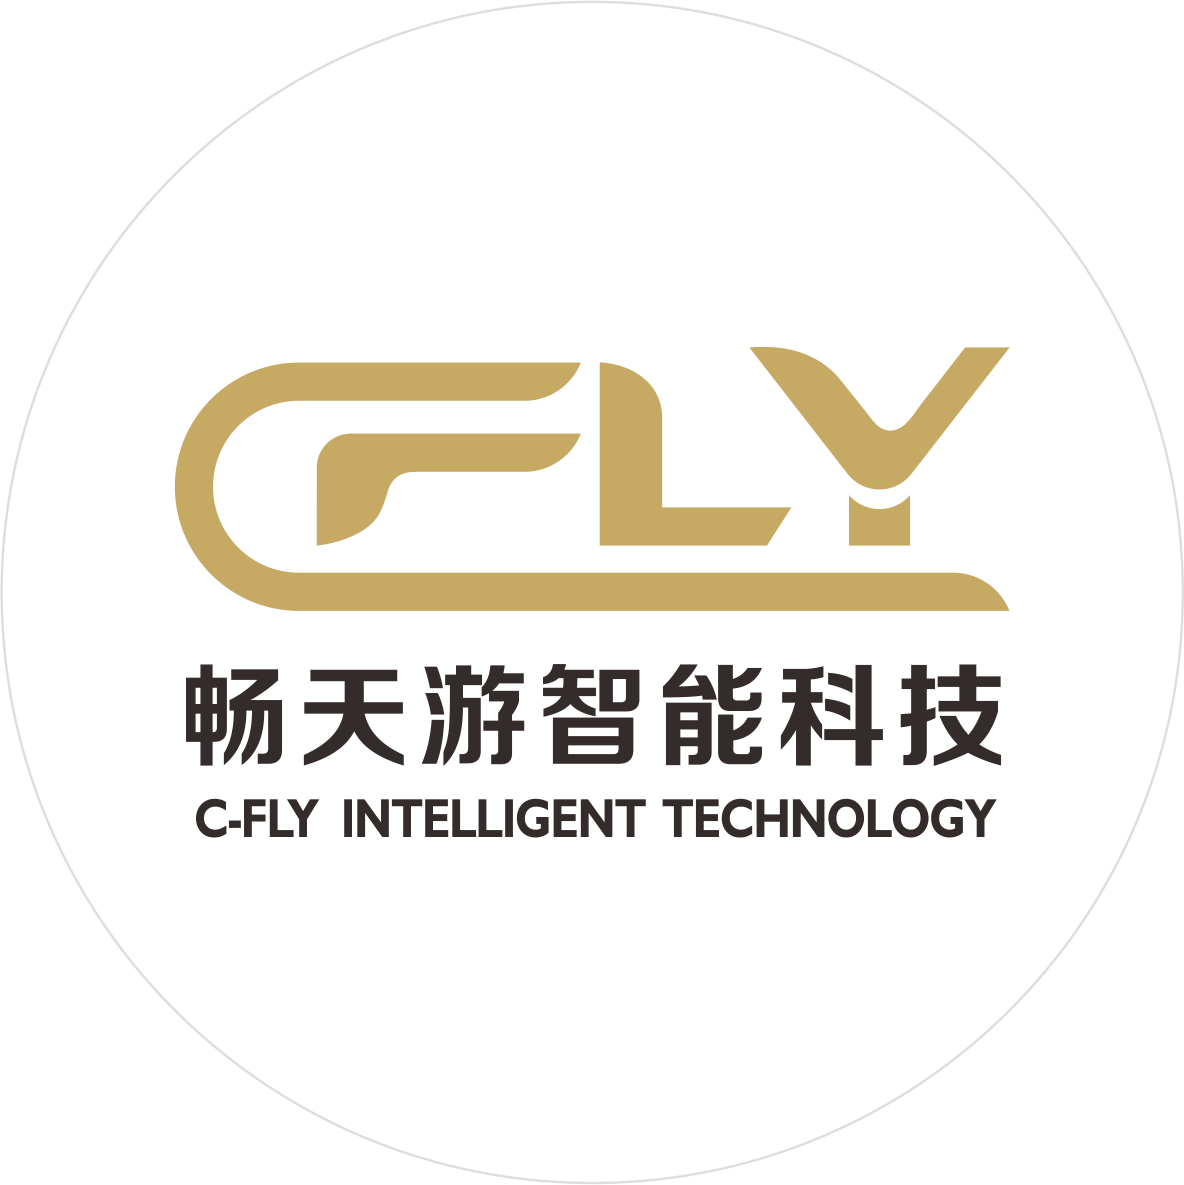 CFLY
畅天游智能科技
C-FLY INTELLIGENT TECHNOLOGY